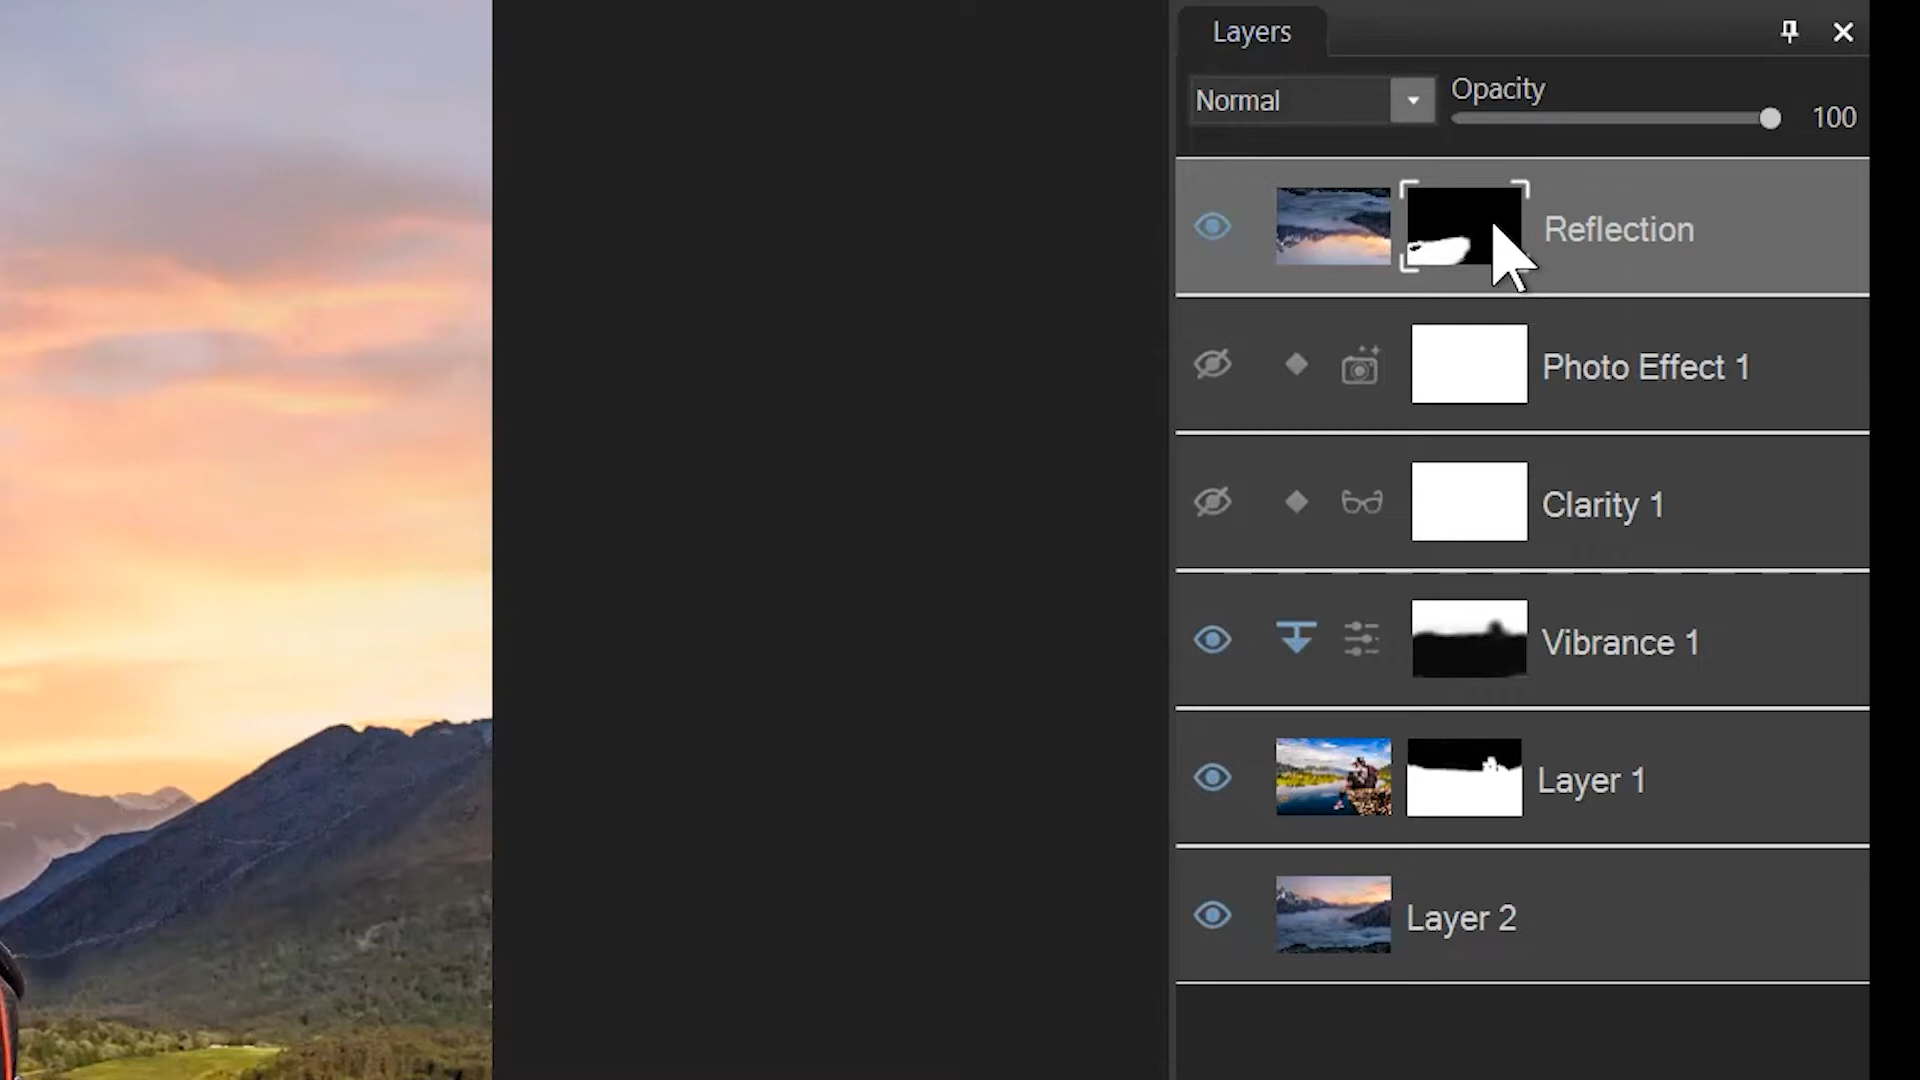 Layers
Normal
Opacity
100
Reflection
Photo Effect 1
Clarity 1
Vibrance 1
Layer 1
Layer 2